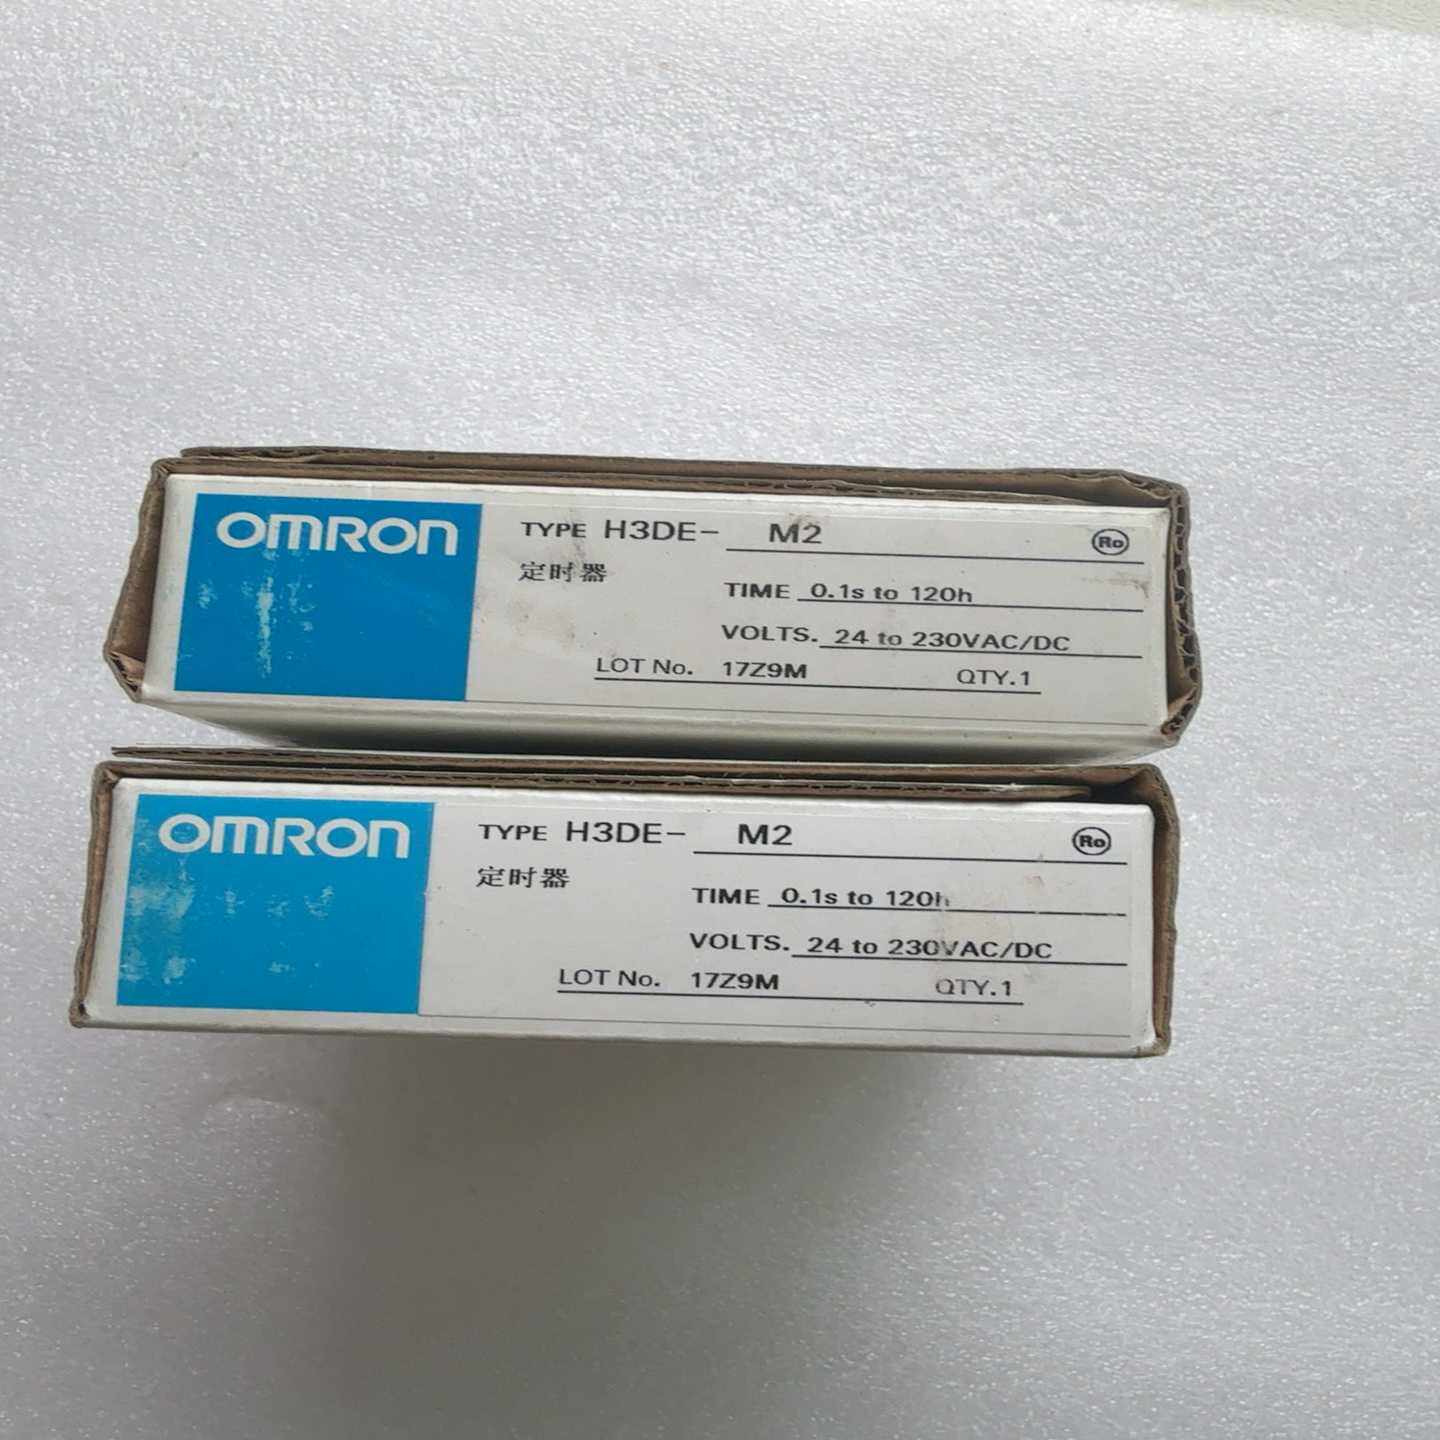 OMRON
TYPE H3DE- M2
Ro
定时器
TIME 0.1s to 120h
VOLTS. 24 to 230VAC/DC
LOT No. 17Z9M QTY.1
OMRON
TYPE H3DE- M2
Ro
定时器
TIME 0.1s to 120h
VOLTS. 24 to 230VAC/DC
LOT No. 17Z9M QTY.1